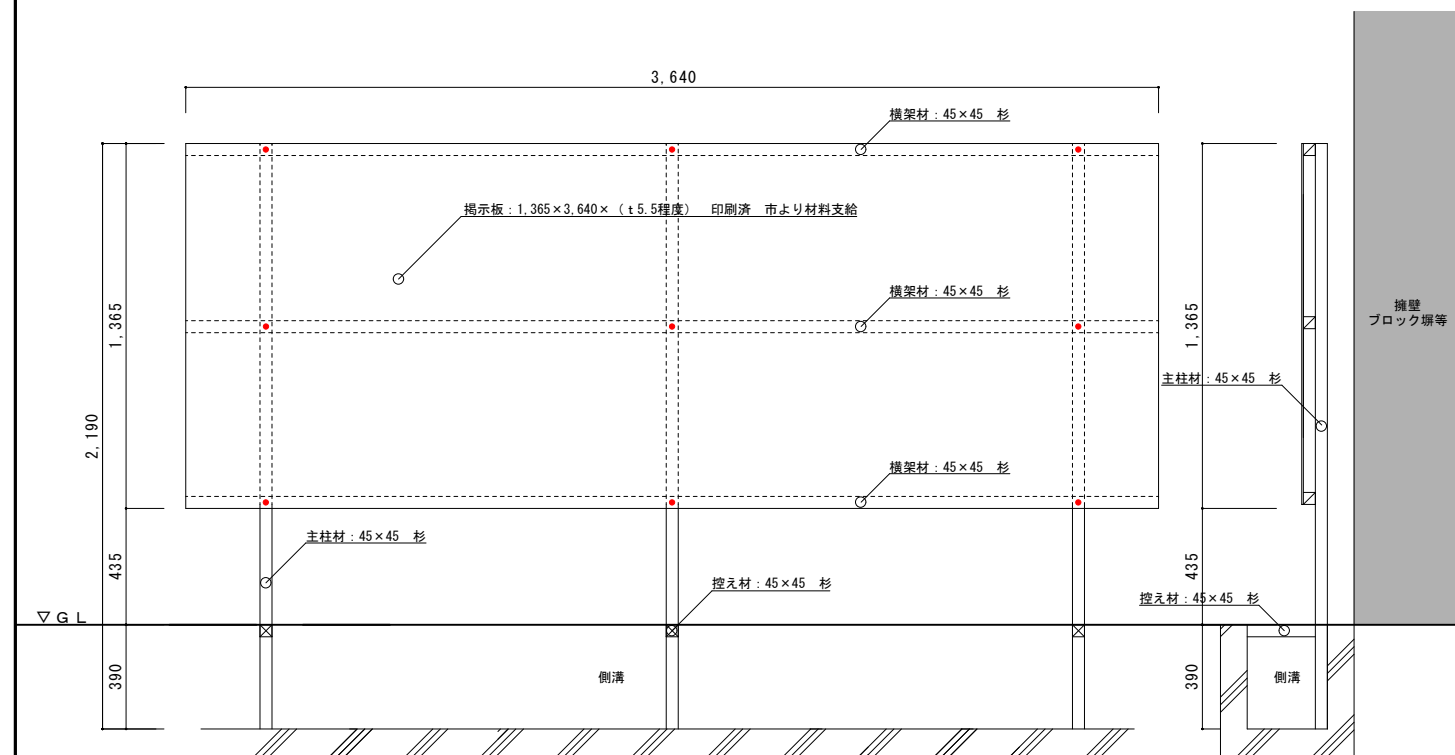 3,640
横架材：45×45　杉
掲示板：1,365×3,640×（ｔ5.5程度）　印刷済　市より材料支給
横架材：45×45　杉
1,365
1,365
擁壁
ブロック塀等
主柱材：45×45　杉
2,190
横架材：45×45　杉
主柱材：45×45　杉
435
435
控え材：45×45　杉
控え材：45×45　杉
▽ＧＬ
390
側溝
390
側溝